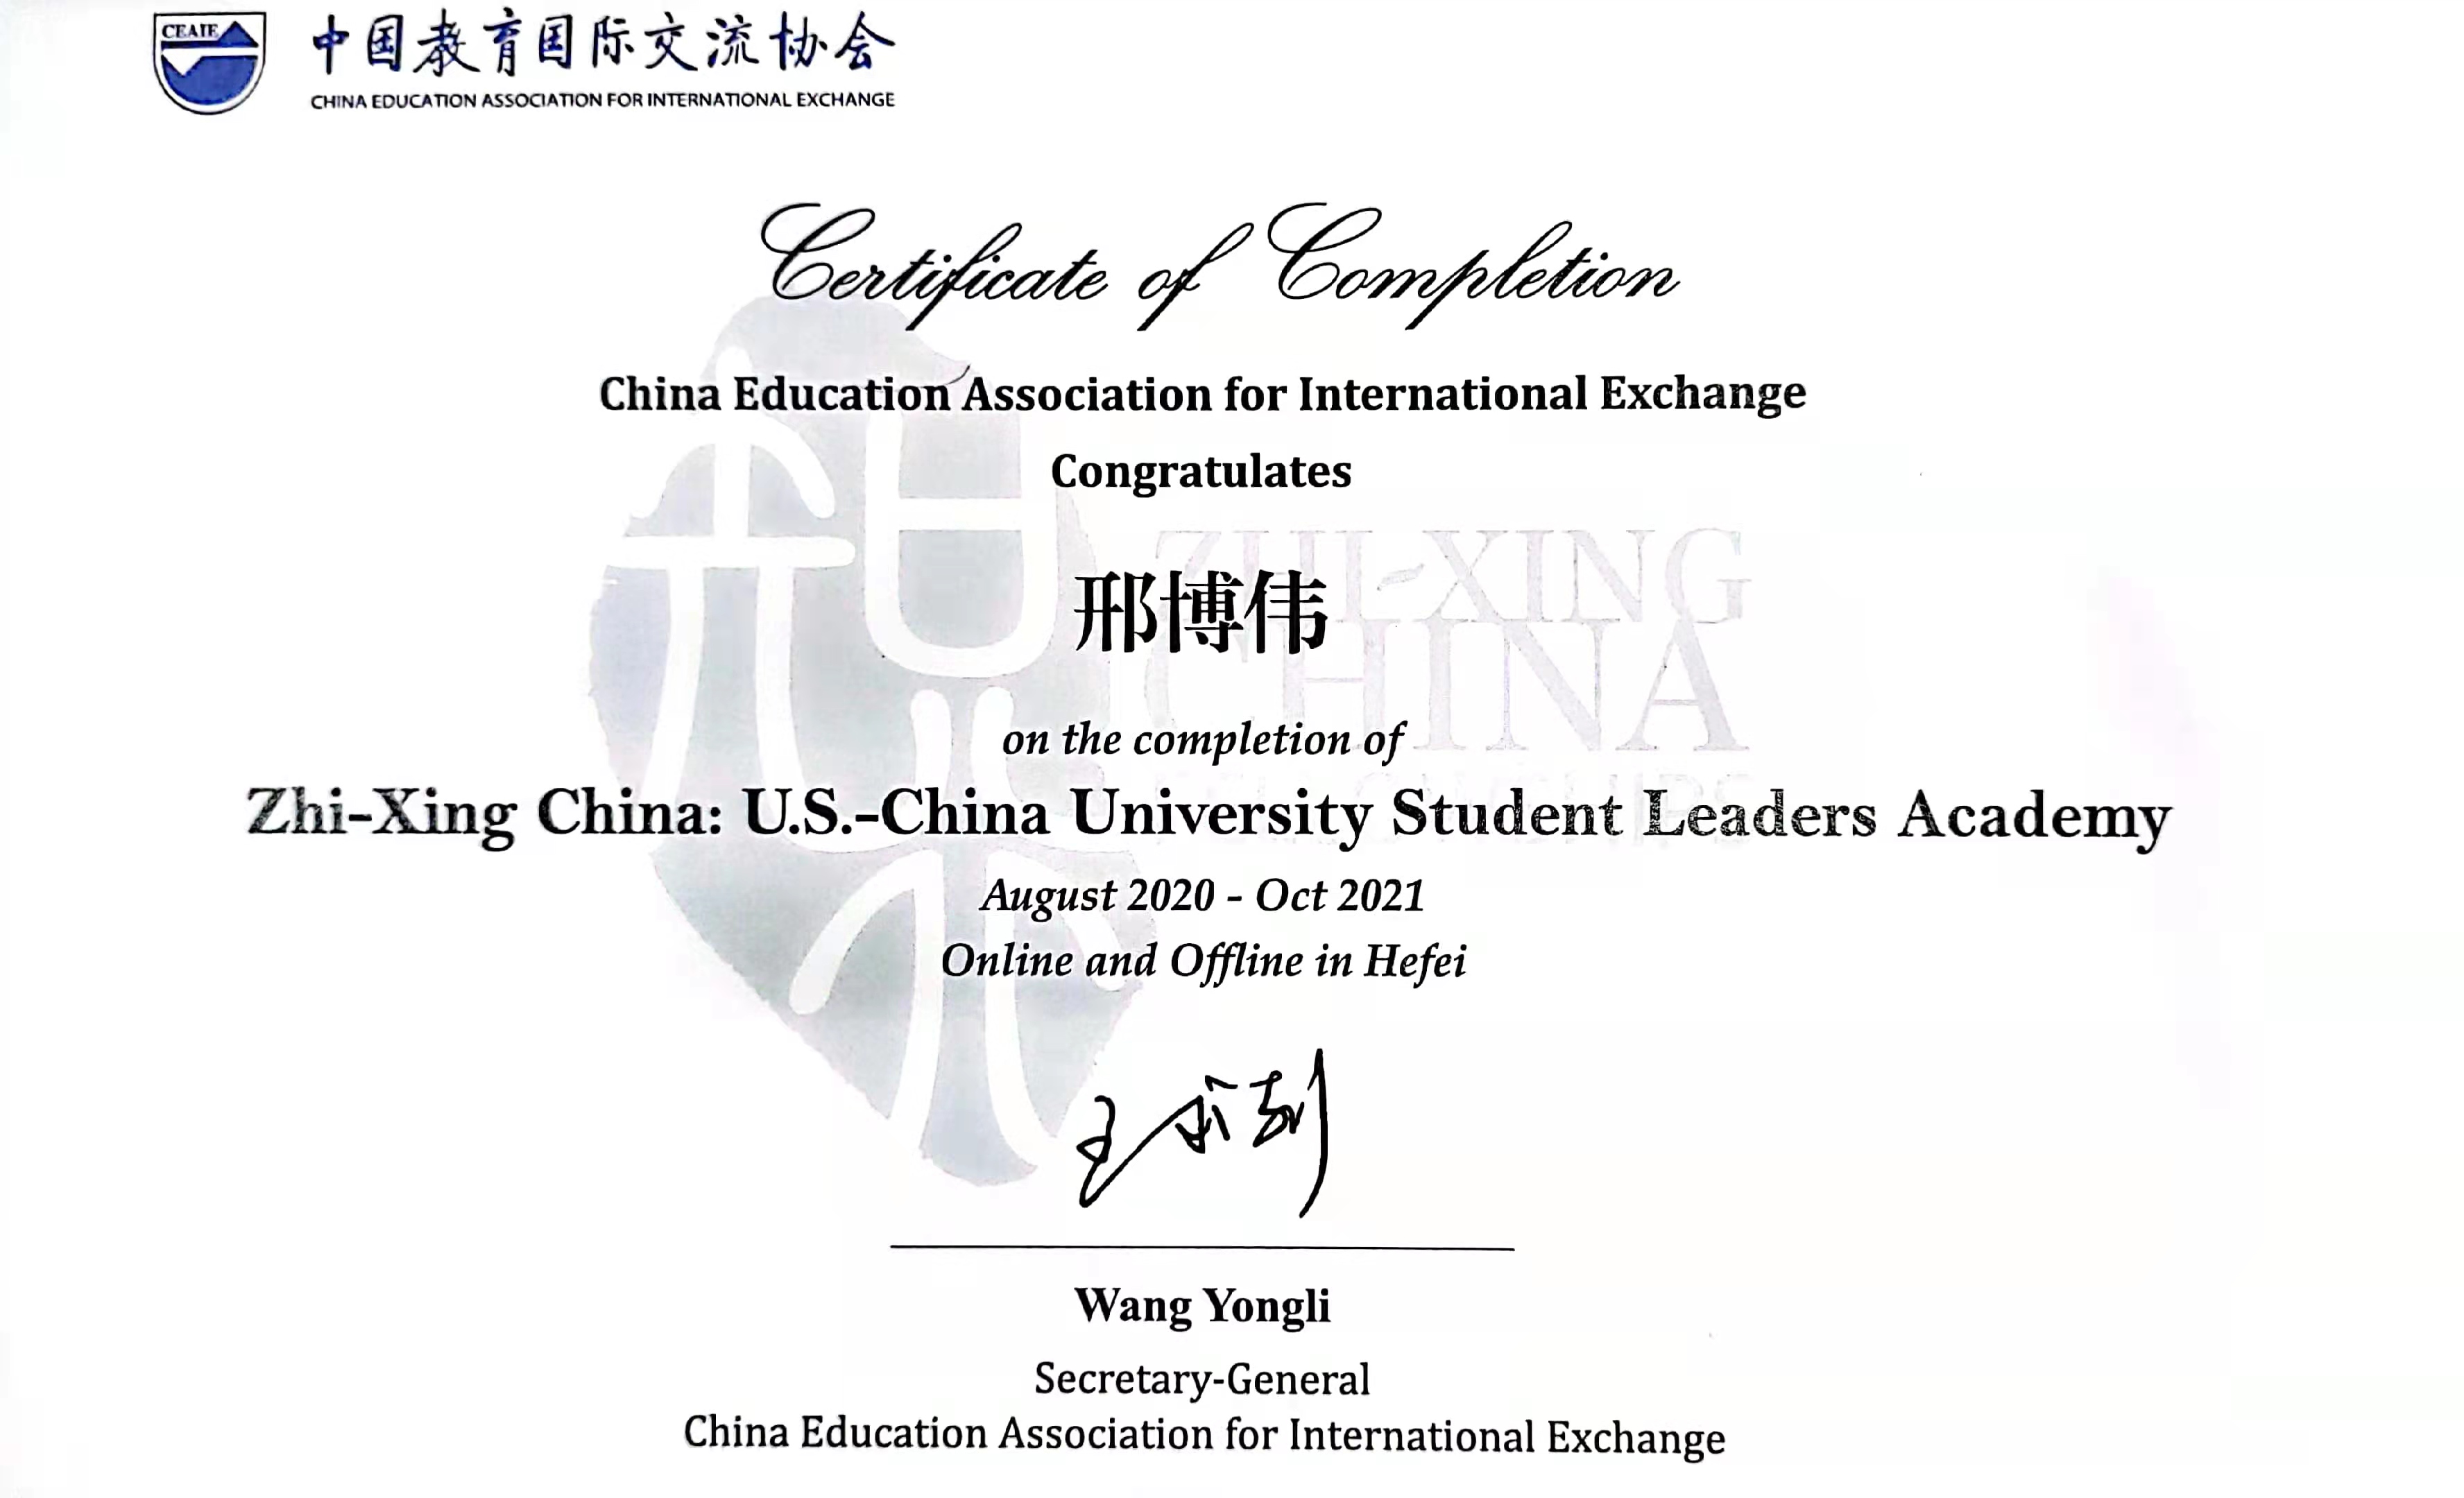 CEAIE
中国教育国际交流协会
CHINA EDUCATION ASSOCIATION FOR INTERNATIONAL EXCHANGE
Certificate of Completion
China Education Association for International Exchange
Congratulates
邢博伟
ZHI-XING
CHINA
on the completion of
FELLOWSHIPS
Zhi-Xing China: U.S.-China University Student Leaders Academy
August 2020 - Oct 2021
Online and Offline in Hefei
Wang Yongli
Secretary-General
China Education Association for International Exchange